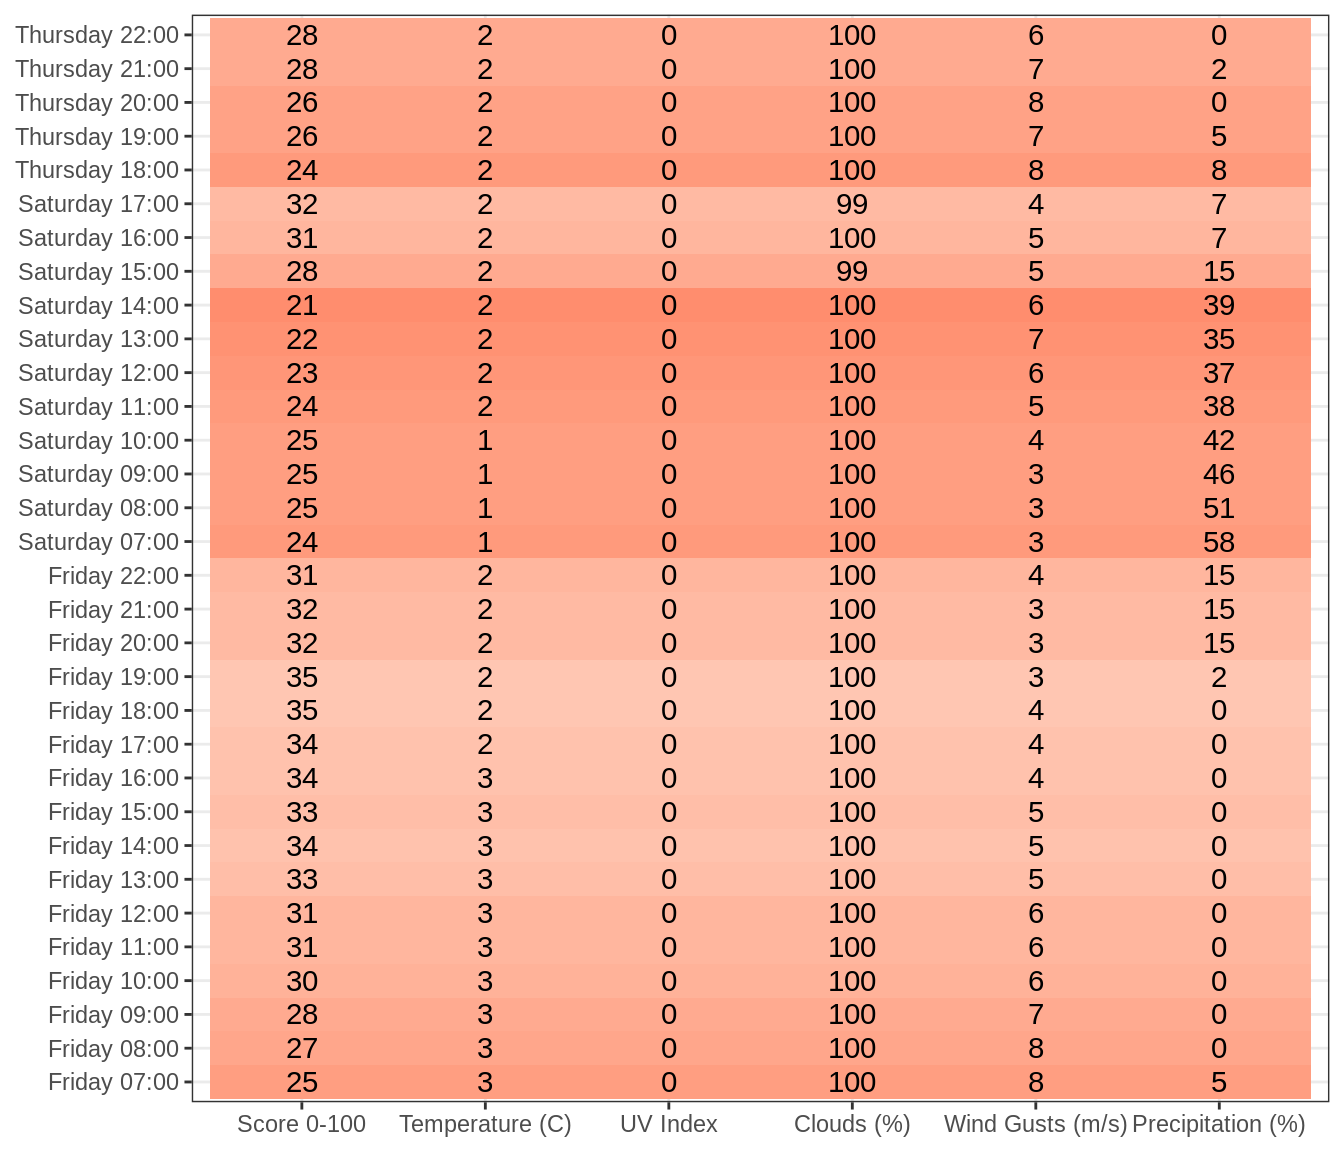 Thursday 22:00 28 2 0 100 6 0
Thursday 21:00 28 2 0 100 7 2
Thursday 20:00 26 2 0 100 8 0
Thursday 19:00 26 2 0 100 7 5
Thursday 18:00 24 2 0 100 8 8
Saturday 17:00 32 2 0 99 4 7
Saturday 16:00 31 2 0 100 5 7
Saturday 15:00 28 2 0 99 5 15
Saturday 14:00 21 2 0 100 6 39
Saturday 13:00 22 2 0 100 7 35
Saturday 12:00 23 2 0 100 6 37
Saturday 11:00 24 2 0 100 5 38
Saturday 10:00 25 1 0 100 4 42
Saturday 09:00 25 1 0 100 3 46
Saturday 08:00 25 1 0 100 3 51
Saturday 07:00 24 1 0 100 3 58
Friday 22:00 31 2 0 100 4 15
Friday 21:00 32 2 0 100 3 15
Friday 20:00 32 2 0 100 3 15
Friday 19:00 35 2 0 100 3 2
Friday 18:00 35 2 0 100 4 0
Friday 17:00 34 2 0 100 4 0
Friday 16:00 34 3 0 100 4 0
Friday 15:00 33 3 0 100 5 0
Friday 14:00 34 3 0 100 5 0
Friday 13:00 33 3 0 100 5 0
Friday 12:00 31 3 0 100 6 0
Friday 11:00 31 3 0 100 6 0
Friday 10:00 30 3 0 100 6 0
Friday 09:00 28 3 0 100 7 0
Friday 08:00 27 3 0 100 8 0
Friday 07:00 25 3 0 100 8 5
Score 0-100 Temperature (C) UV Index Clouds (%) Wind Gusts (m/s) Precipitation (%)